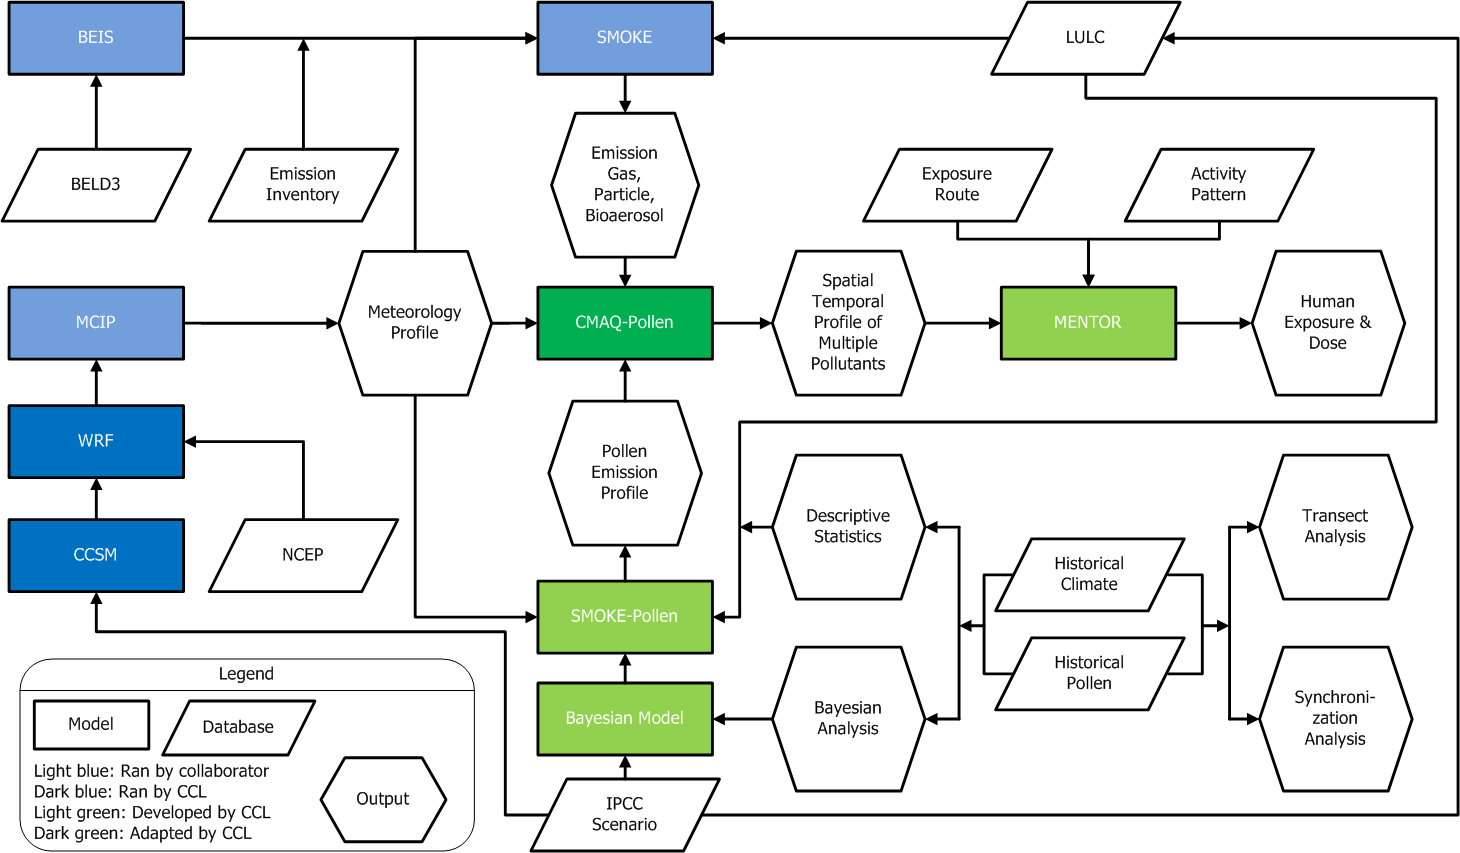 BEIS
SMOKE
LULC
BELD3
Emission
Inventory
Emission
Gas,
Particle,
Bioaerosol
Exposure
Route
Activity
Pattern
MCIP
Meteorology
Profile
CMAQ-Pollen
Spatial
Temporal
Profile of
Multiple
Pollutants
MENTOR
Human
Exposure &
Dose
WRF
Pollen
Emission
Profile
CCSM
NCEP
Descriptive
Statistics
Historical
Climate
Transect
Analysis
SMOKE-Pollen
Historical
Pollen
Bayesian Model
Bayesian
Analysis
Synchroni-
zation
Analysis
IPCC
Scenario
Legend
Model
Database
Light blue: Ran by collaborator
Dark blue: Ran by CCL
Light green: Developed by CCL
Dark green: Adapted by CCL
Output